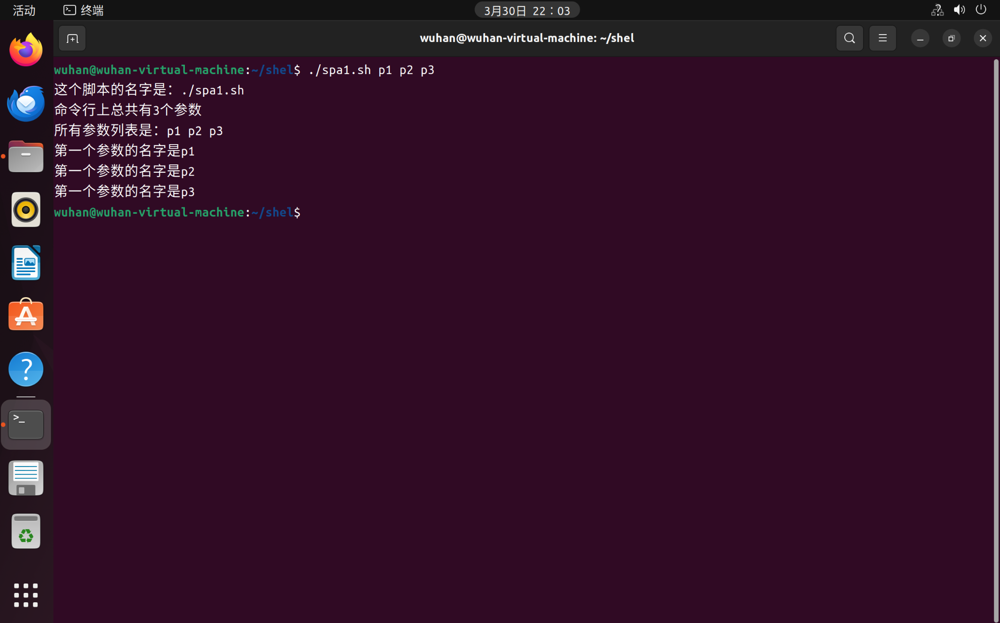 活动 终端 3月30日 22：03
wuhan@wuhan-virtual-machine: ~/shel
wuhan@wuhan-virtual-machine:~/shel$ ./spa1.sh p1 p2 p3
这个脚本的名字是：./spa1.sh
命令行上总共有3个参数
所有参数列表是：p1 p2 p3
第一个参数的名字是p1
第一个参数的名字是p2
第一个参数的名字是p3
wuhan@wuhan-virtual-machine:~/shel$